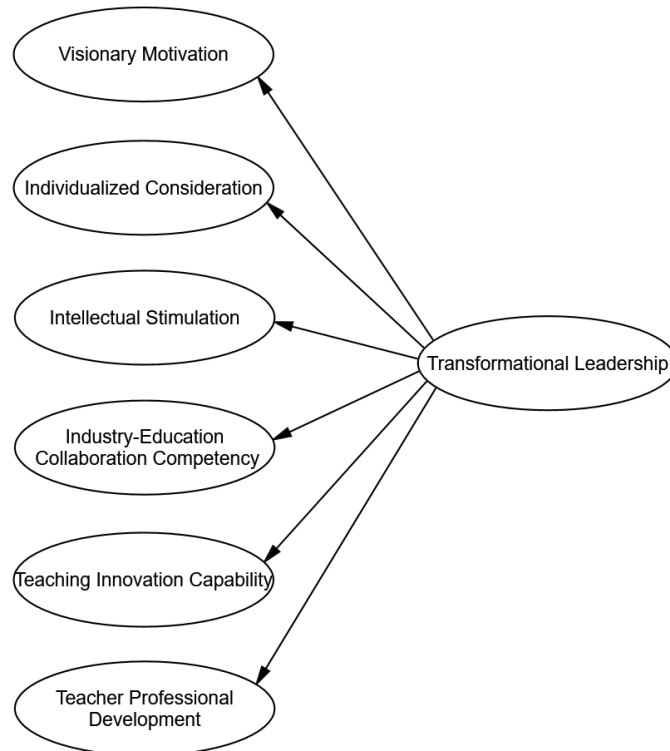 Visionary Motivation
Individualized Consideration
Intellectual Stimulation
Transformational Leadership
Industry-Education
Collaboration Competency
Teaching Innovation Capability
Teacher Professional
Development